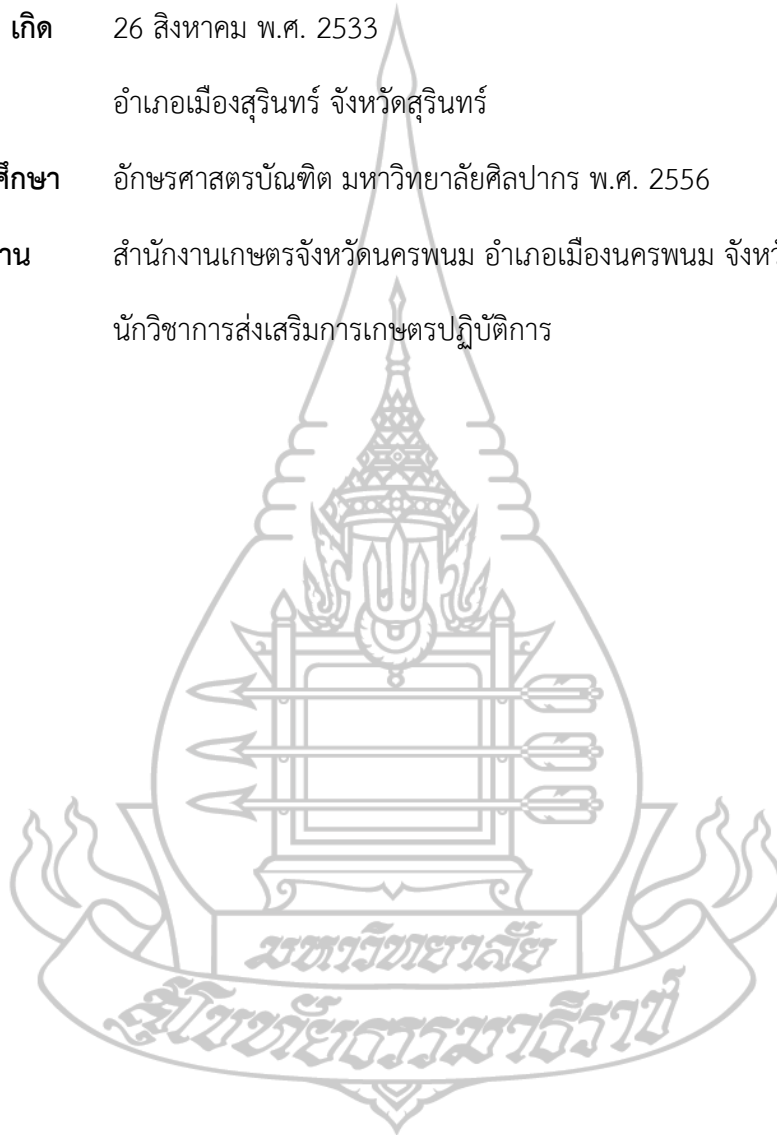 เกิด 26 สิงหาคม พ.ศ. 2533
อำเภอเมืองสุรินทร์ จังหวัดสุรินทร์
ศึกษา อักษรศาสตรบัณฑิต มหาวิทยาลัยศิลปากร พ.ศ. 2556
าน สำนักงานเกษตรจังหวัดนครพนม อำเภอเมืองนครพนม จังหวั
นักวิชาการส่งเสริมการเกษตรปฏิบัติการ
มหาวิทยาลัย
สุโขทัยธรรมาธิราช